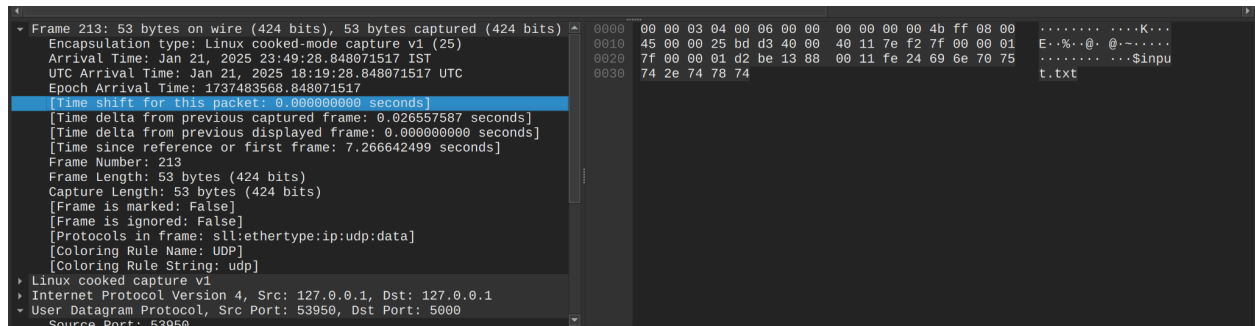 Frame 213: 53 bytes on wire (424 bits), 53 bytes captured (424 bits)
Encapsulation type: Linux cooked-mode capture v1 (25)
Arrival Time: Jan 21, 2025 23:49:28.848071517 IST
UTC Arrival Time: Jan 21, 2025 18:19:28.848071517 UTC
Epoch Arrival Time: 1737483568.848071517
[Time shift for this packet: 0.000000000 seconds]
[Time delta from previous captured frame: 0.026557587 seconds]
[Time delta from previous displayed frame: 0.000000000 seconds]
[Time since reference or first frame: 7.266642499 seconds]
Frame Number: 213
Frame Length: 53 bytes (424 bits)
Capture Length: 53 bytes (424 bits)
[Frame is marked: False]
[Frame is ignored: False]
[Protocols in frame: sll:ethertype:ip:udp:data]
[Coloring Rule Name: UDP]
[Coloring Rule String: udp]
Linux cooked capture v1
Internet Protocol Version 4, Src: 127.0.0.1, Dst: 127.0.0.1
User Datagram Protocol, Src Port: 53950, Dst Port: 5000
Source Port: 53950
0000 00 00 03 04 00 06 00 00 00 00 00 00 4b ff 08 00 ········ ····K···
0010 45 00 00 25 bd d3 40 00 40 11 7e f2 7f 00 00 01 E··%··@· @·~·····
0020 7f 00 00 01 d2 be 13 88 00 11 fe 24 69 6e 70 75 ········ ···$inpu
0030 74 2e 74 78 74 t.txt